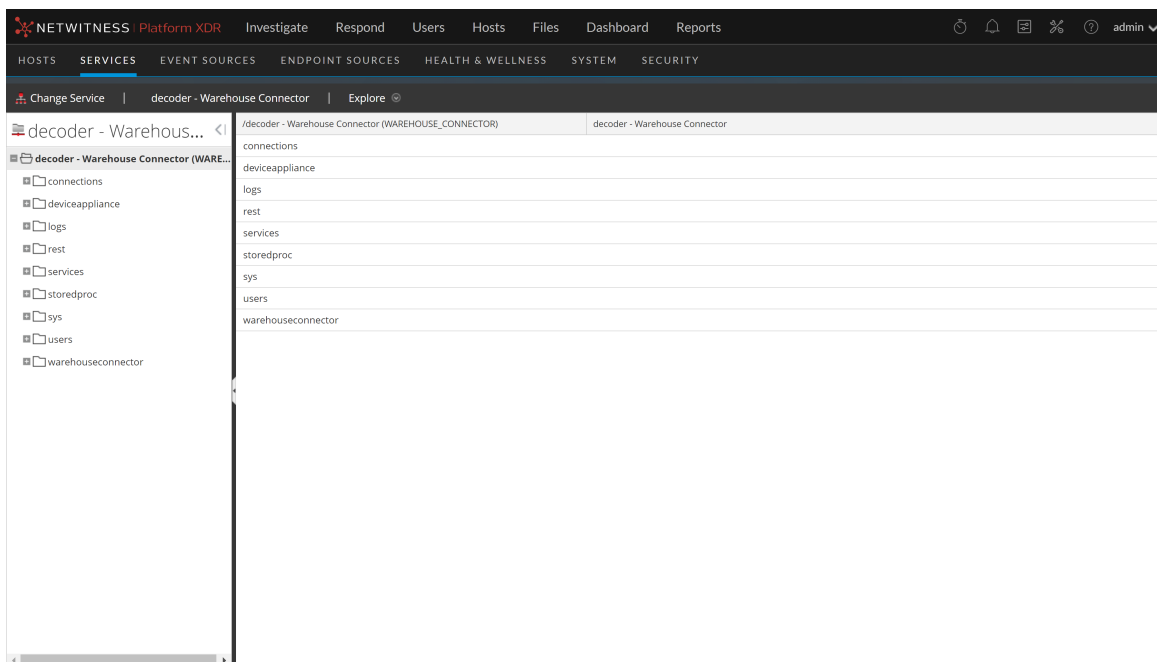 NETWITNESS Platform XDR Investigate Respond Users Hosts Files Dashboard Reports admin
HOSTS SERVICES EVENT SOURCES ENDPOINT SOURCES HEALTH & WELLNESS SYSTEM SECURITY
Change Service | decoder - Warehouse Connector | Explore
decoder - Warehous...
decoder - Warehouse Connector (WARE...
connections
deviceappliance
logs
rest
services
storedproc
sys
users
warehouseconnector
/decoder - Warehouse Connector (WAREHOUSE_CONNECTOR) decoder - Warehouse Connector
connections
deviceappliance
logs
rest
services
storedproc
sys
users
warehouseconnector